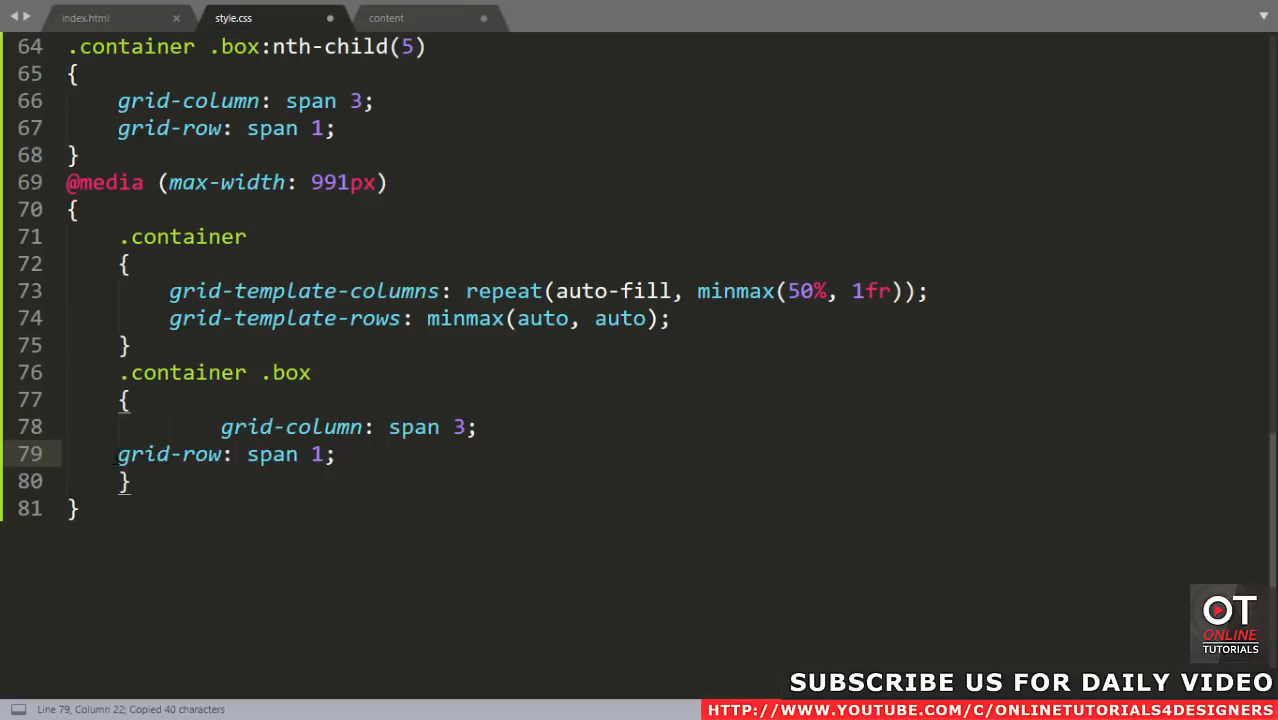 index.html
style.css
content
64 .container .box:nth-child(5)
65 {
66 grid-column: span 3;
67 grid-row: span 1;
68 }
69 @media (max-width: 991px)
70 {
71 .container
72 {
73 grid-template-columns: repeat(auto-fill, minmax(50%, 1fr));
74 grid-template-rows: minmax(auto, auto);
75 }
76 .container .box
77 {
78 grid-column: span 3;
79 grid-row: span 1;
80 }
81 }
OT
ONLINE
TUTORIALS
SUBSCRIBE US FOR DAILY VIDEO
Line 79, Column 22; Copied 40 characters
HTTP://WWW.YOUTUBE.COM/C/ONLINETUTORIALS4DESIGNERS